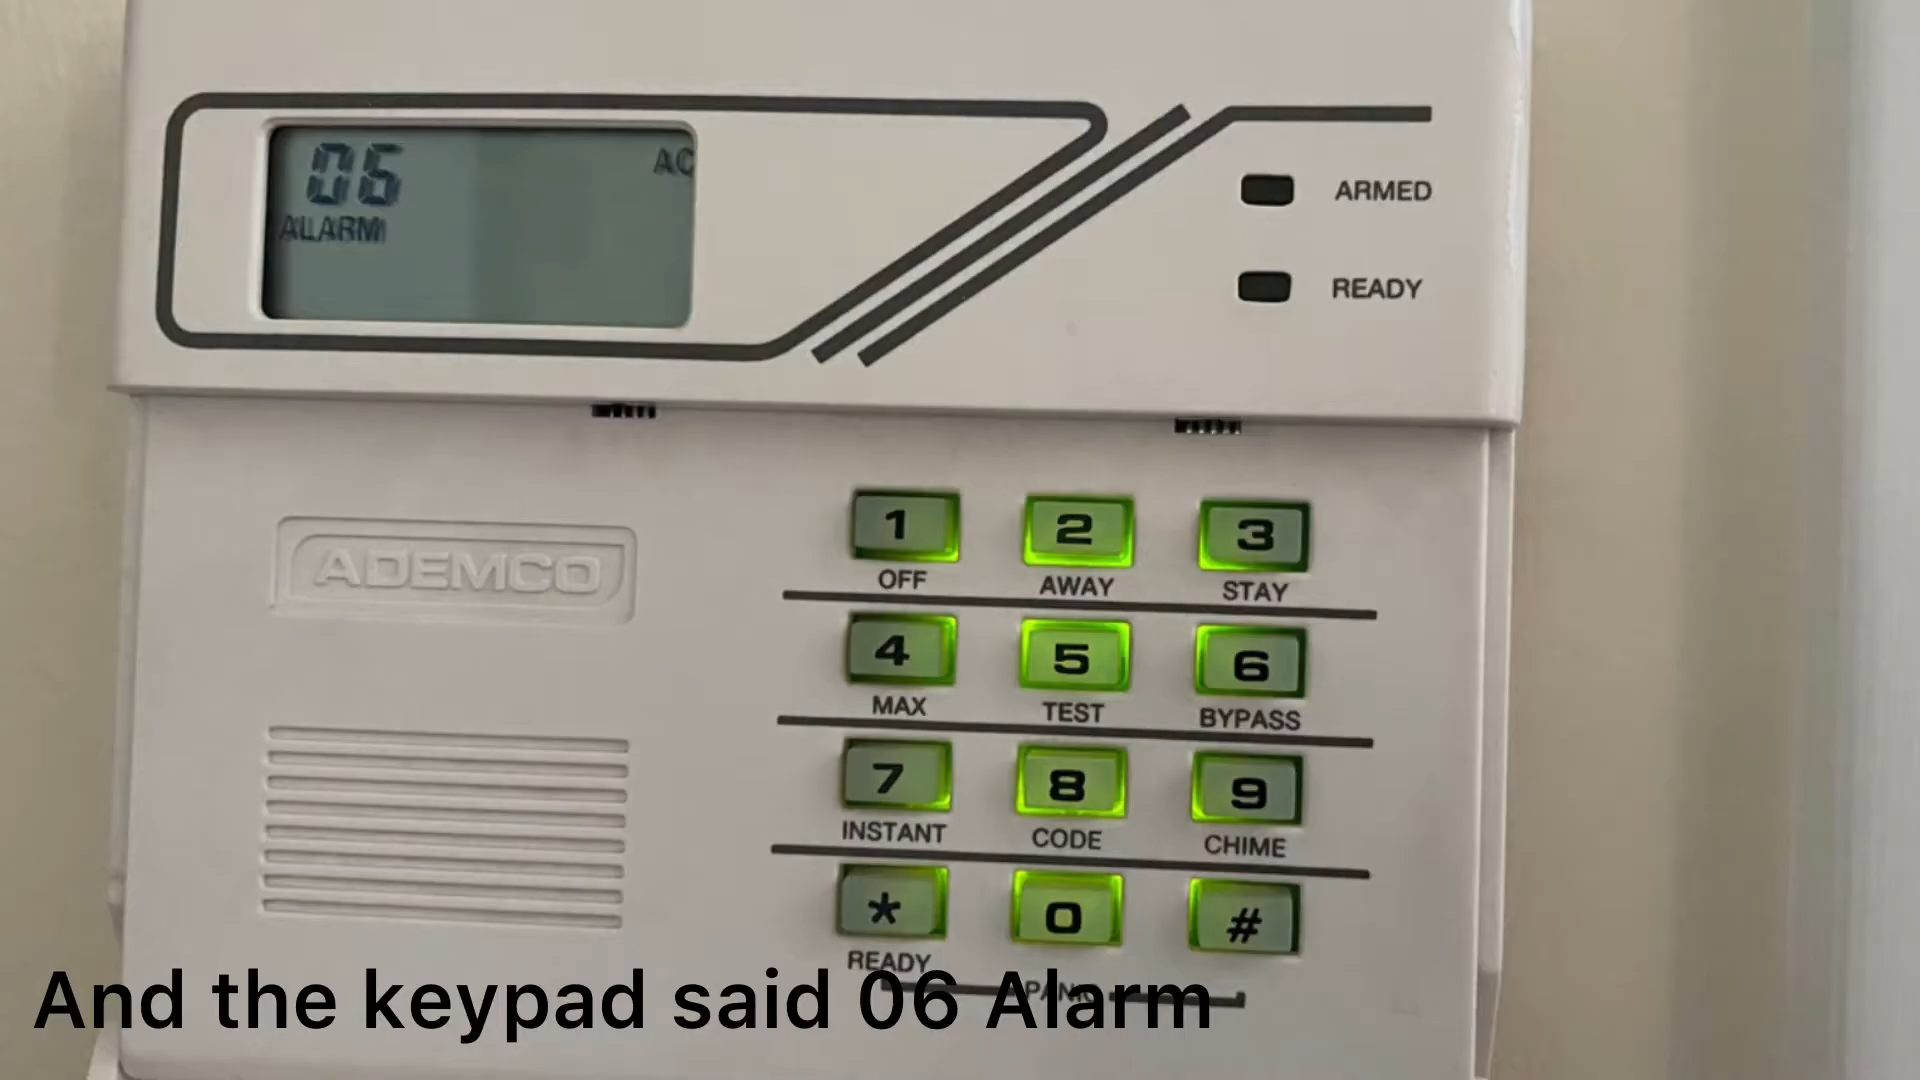 06
AC
ALARM
ARMED
READY
ADEMCO
1 2 3
OFF AWAY STAY
4 5 6
MAX TEST BYPASS
7 8 9
INSTANT CODE CHIME
* 0 #
READY
PANIC
And the keypad said 06 Alarm